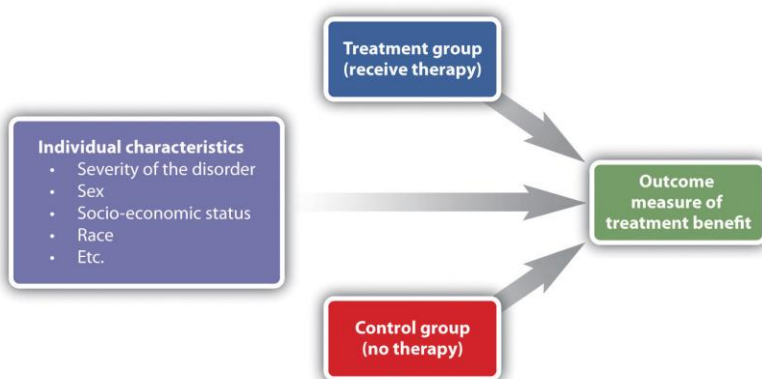 Treatment group
(receive therapy)
Individual characteristics
• Severity of the disorder
• Sex
• Socio-economic status
• Race
• Etc.
Outcome
measure of
treatment benefit
Control group
(no therapy)